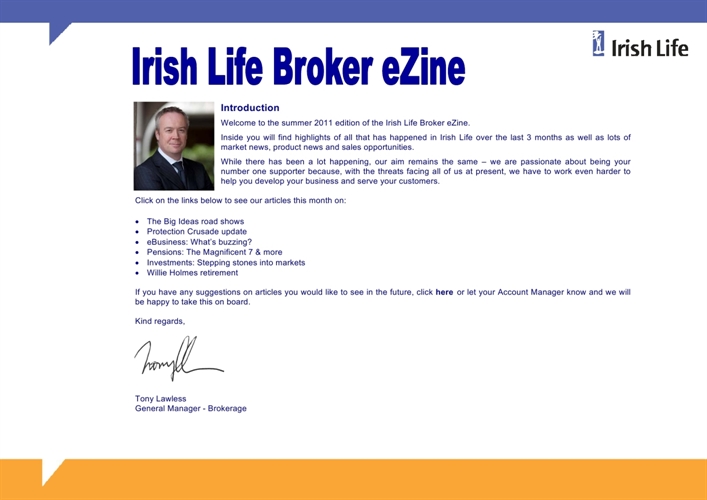 Irish Life
Irish Life Broker eZine
Introduction
Welcome to the summer 2011 edition of the Irish Life Broker eZine.
Inside you will find highlights of all that has happened in Irish Life over the last 3 months as well as lots of
market news, product news and sales opportunities.
While there has been a lot happening, our aim remains the same – we are passionate about being your
number one supporter because, with the threats facing all of us at present, we have to work even harder to
help you develop your business and serve your customers.
Click on the links below to see our articles this month on:
• The Big Ideas road shows
• Protection Crusade update
• eBusiness: What's buzzing?
• Pensions: The Magnificent 7 & more
• Investments: Stepping stones into markets
• Willie Holmes retirement
If you have any suggestions on articles you would like to see in the future, click here or let your Account Manager know and we will
be happy to take this on board.
Kind regards,
Tony Lawless
General Manager - Brokerage